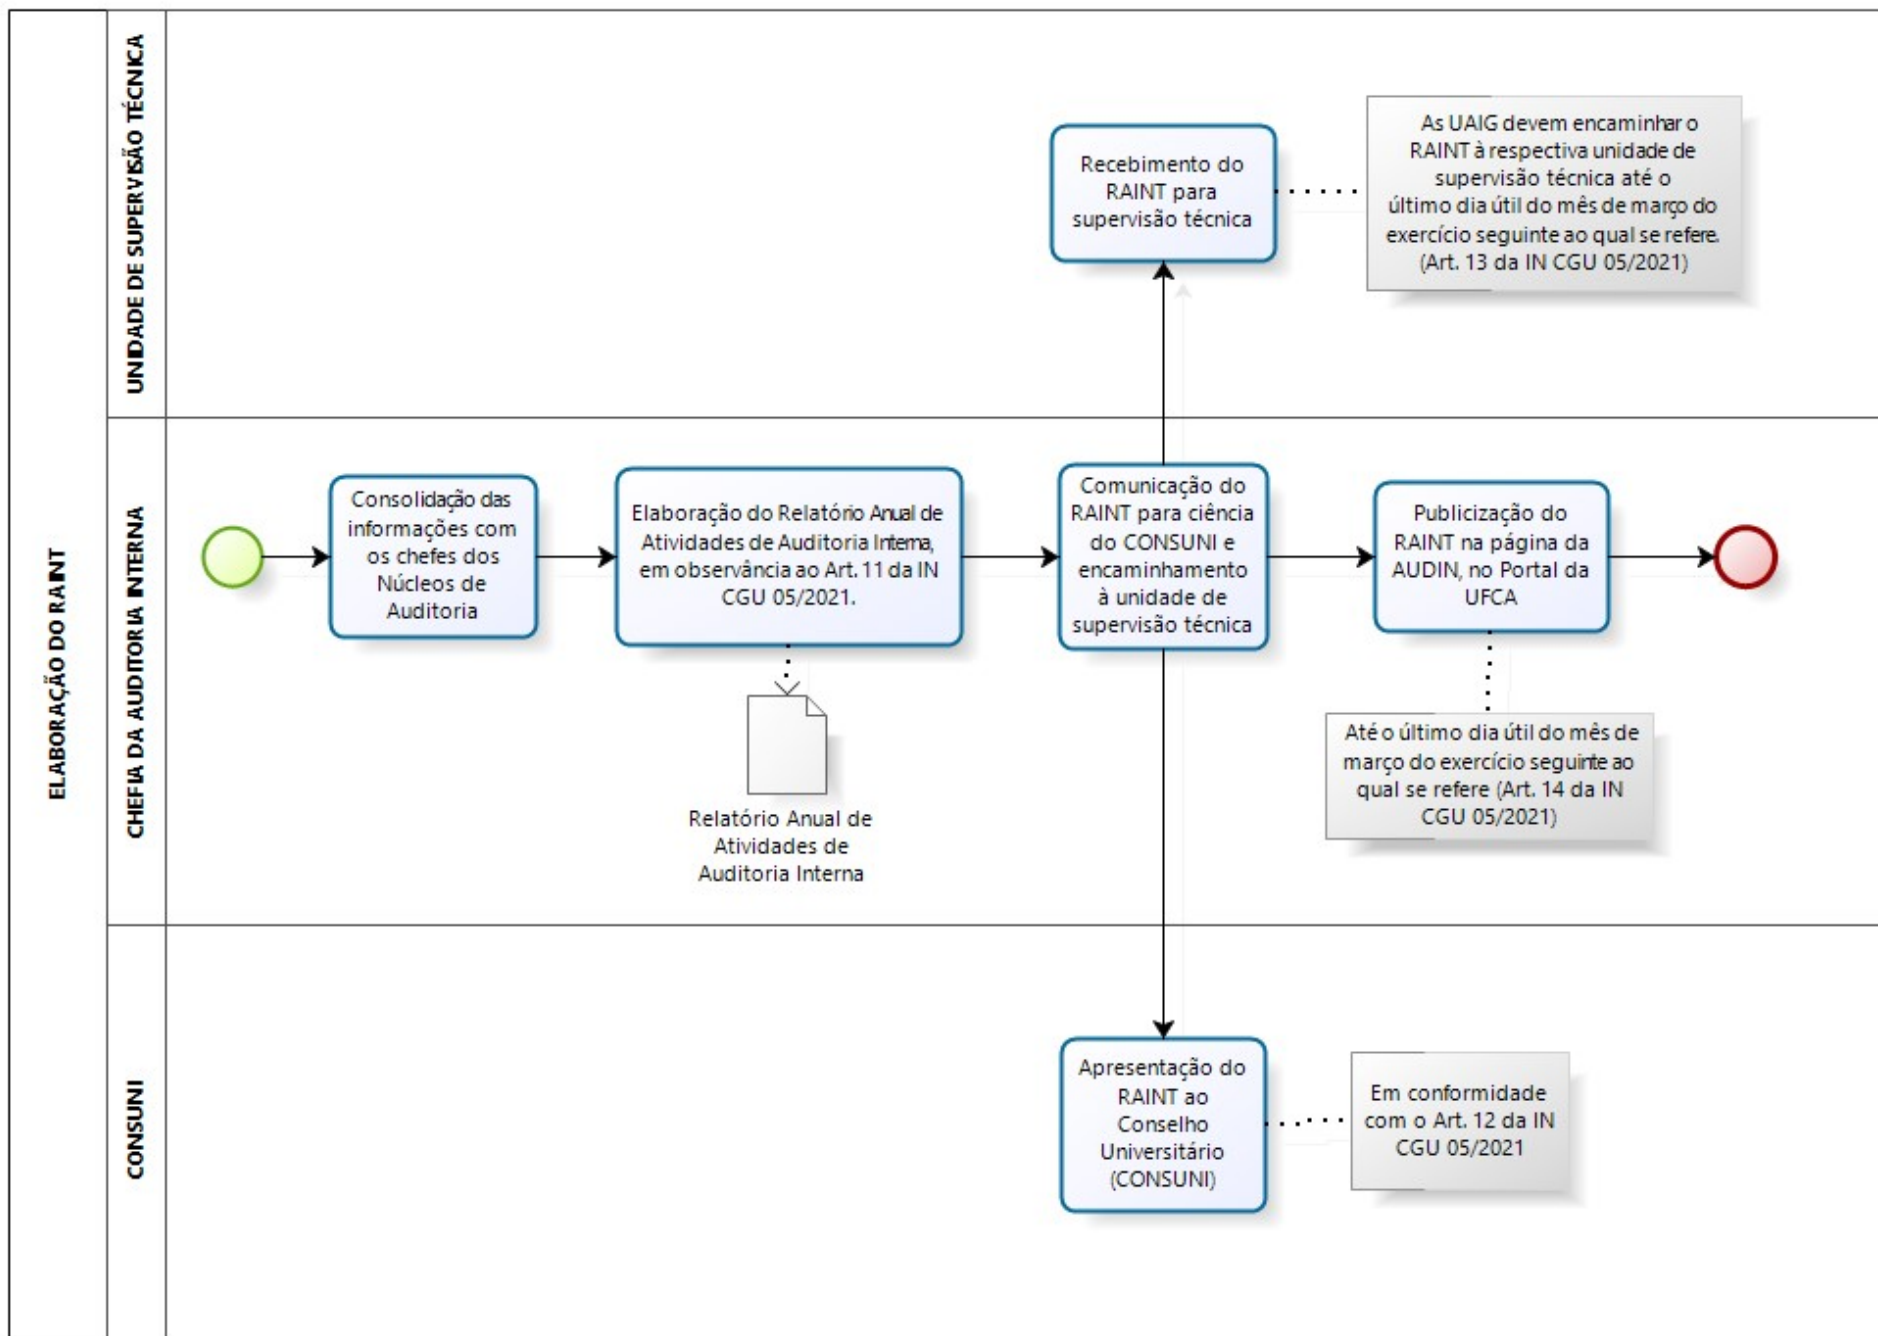 ELABORAÇÃO DO RAINT
UNIDADE DE SUPERVISÃO TÉCNICA
Recebimento do
RAINT para
supervisão técnica
As UAIG devem encaminhar o
RAINT à respectiva unidade de
supervisão técnica até o
último dia útil do mês de março do
exercício seguinte ao qual se refere.
(Art. 13 da IN CGU 05/2021)
CHEFIA DA AUDITORIA INTERNA
Consolidação das
informações com
os chefes dos
Núcleos de
Auditoria
Elaboração do Relatório Anual de
Atividades de Auditoria Interna,
em observância ao Art. 11 da IN
CGU 05/2021.
Relatório Anual de
Atividades de
Auditoria Interna
Comunicação do
RAINT para ciência
do CONSUNI e
encaminhamento
à unidade de
supervisão técnica
Publicização do
RAINT na página da
AUDIN, no Portal da
UFCA
Até o último dia útil do mês de
março do exercício seguinte ao
qual se refere (Art. 14 da IN
CGU 05/2021)
CONSUNI
Apresentação do
RAINT ao
Conselho
Universitário
(CONSUNI)
Em conformidade
com o Art. 12 da IN
CGU 05/2021